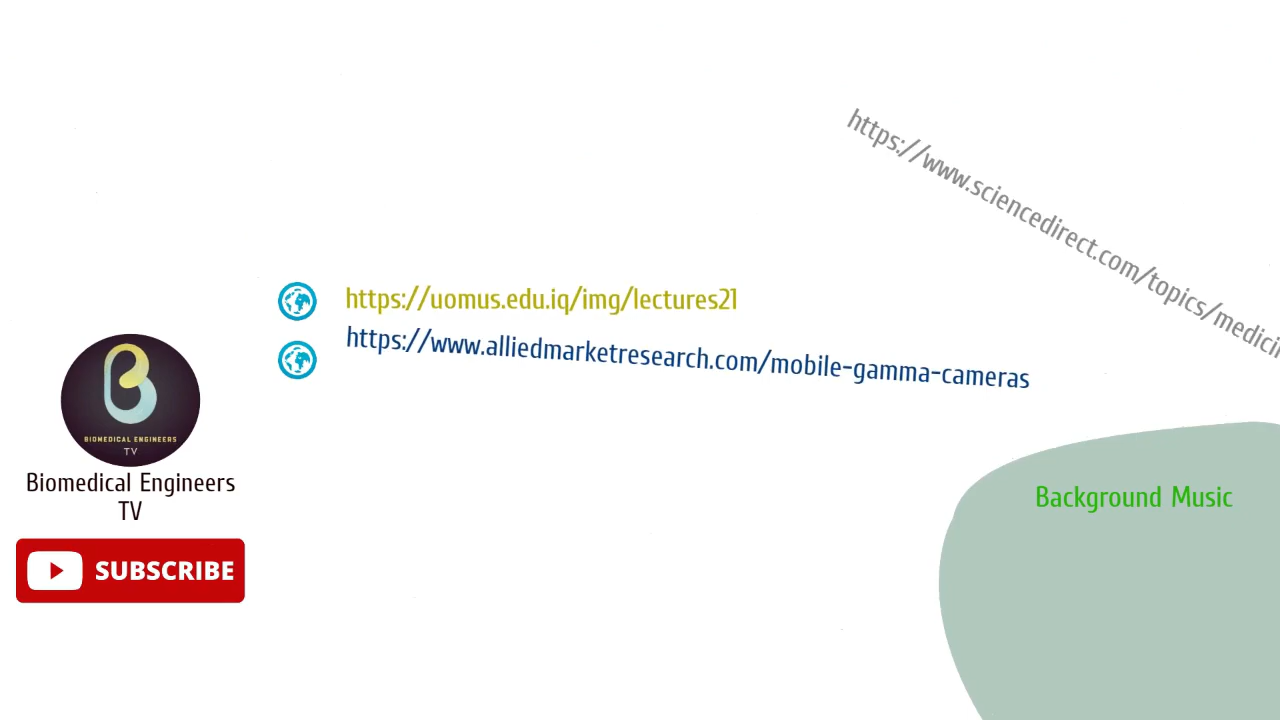 https://www.sciencedirect.com/topics/medici
https://uomus.edu.iq/img/lectures21
https://www.alliedmarketresearch.com/mobile-gamma-cameras
BIOMEDICAL ENGINEERS
TV
Biomedical Engineers
TV
Background Music
SUBSCRIBE